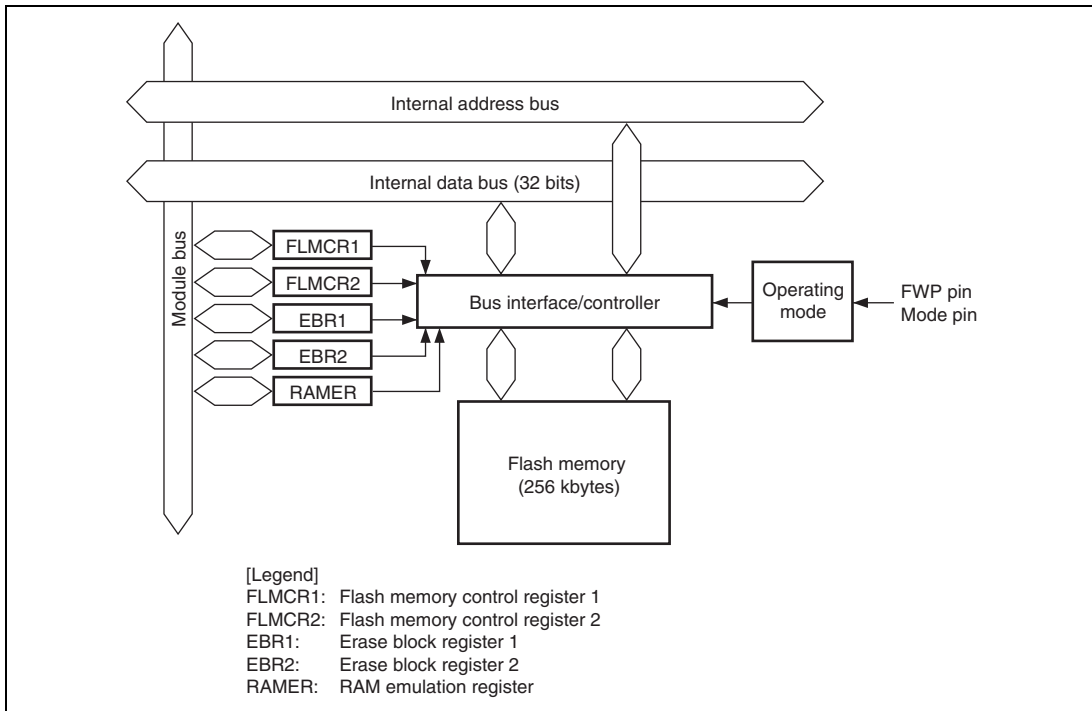 Internal address bus
Internal data bus (32 bits)
Module bus
FLMCR1
FLMCR2
EBR1
EBR2
RAMER
Bus interface/controller
Operating
mode
FWP pin
Mode pin
Flash memory
(256 kbytes)
[Legend]
FLMCR1: Flash memory control register 1
FLMCR2: Flash memory control register 2
EBR1: Erase block register 1
EBR2: Erase block register 2
RAMER: RAM emulation register